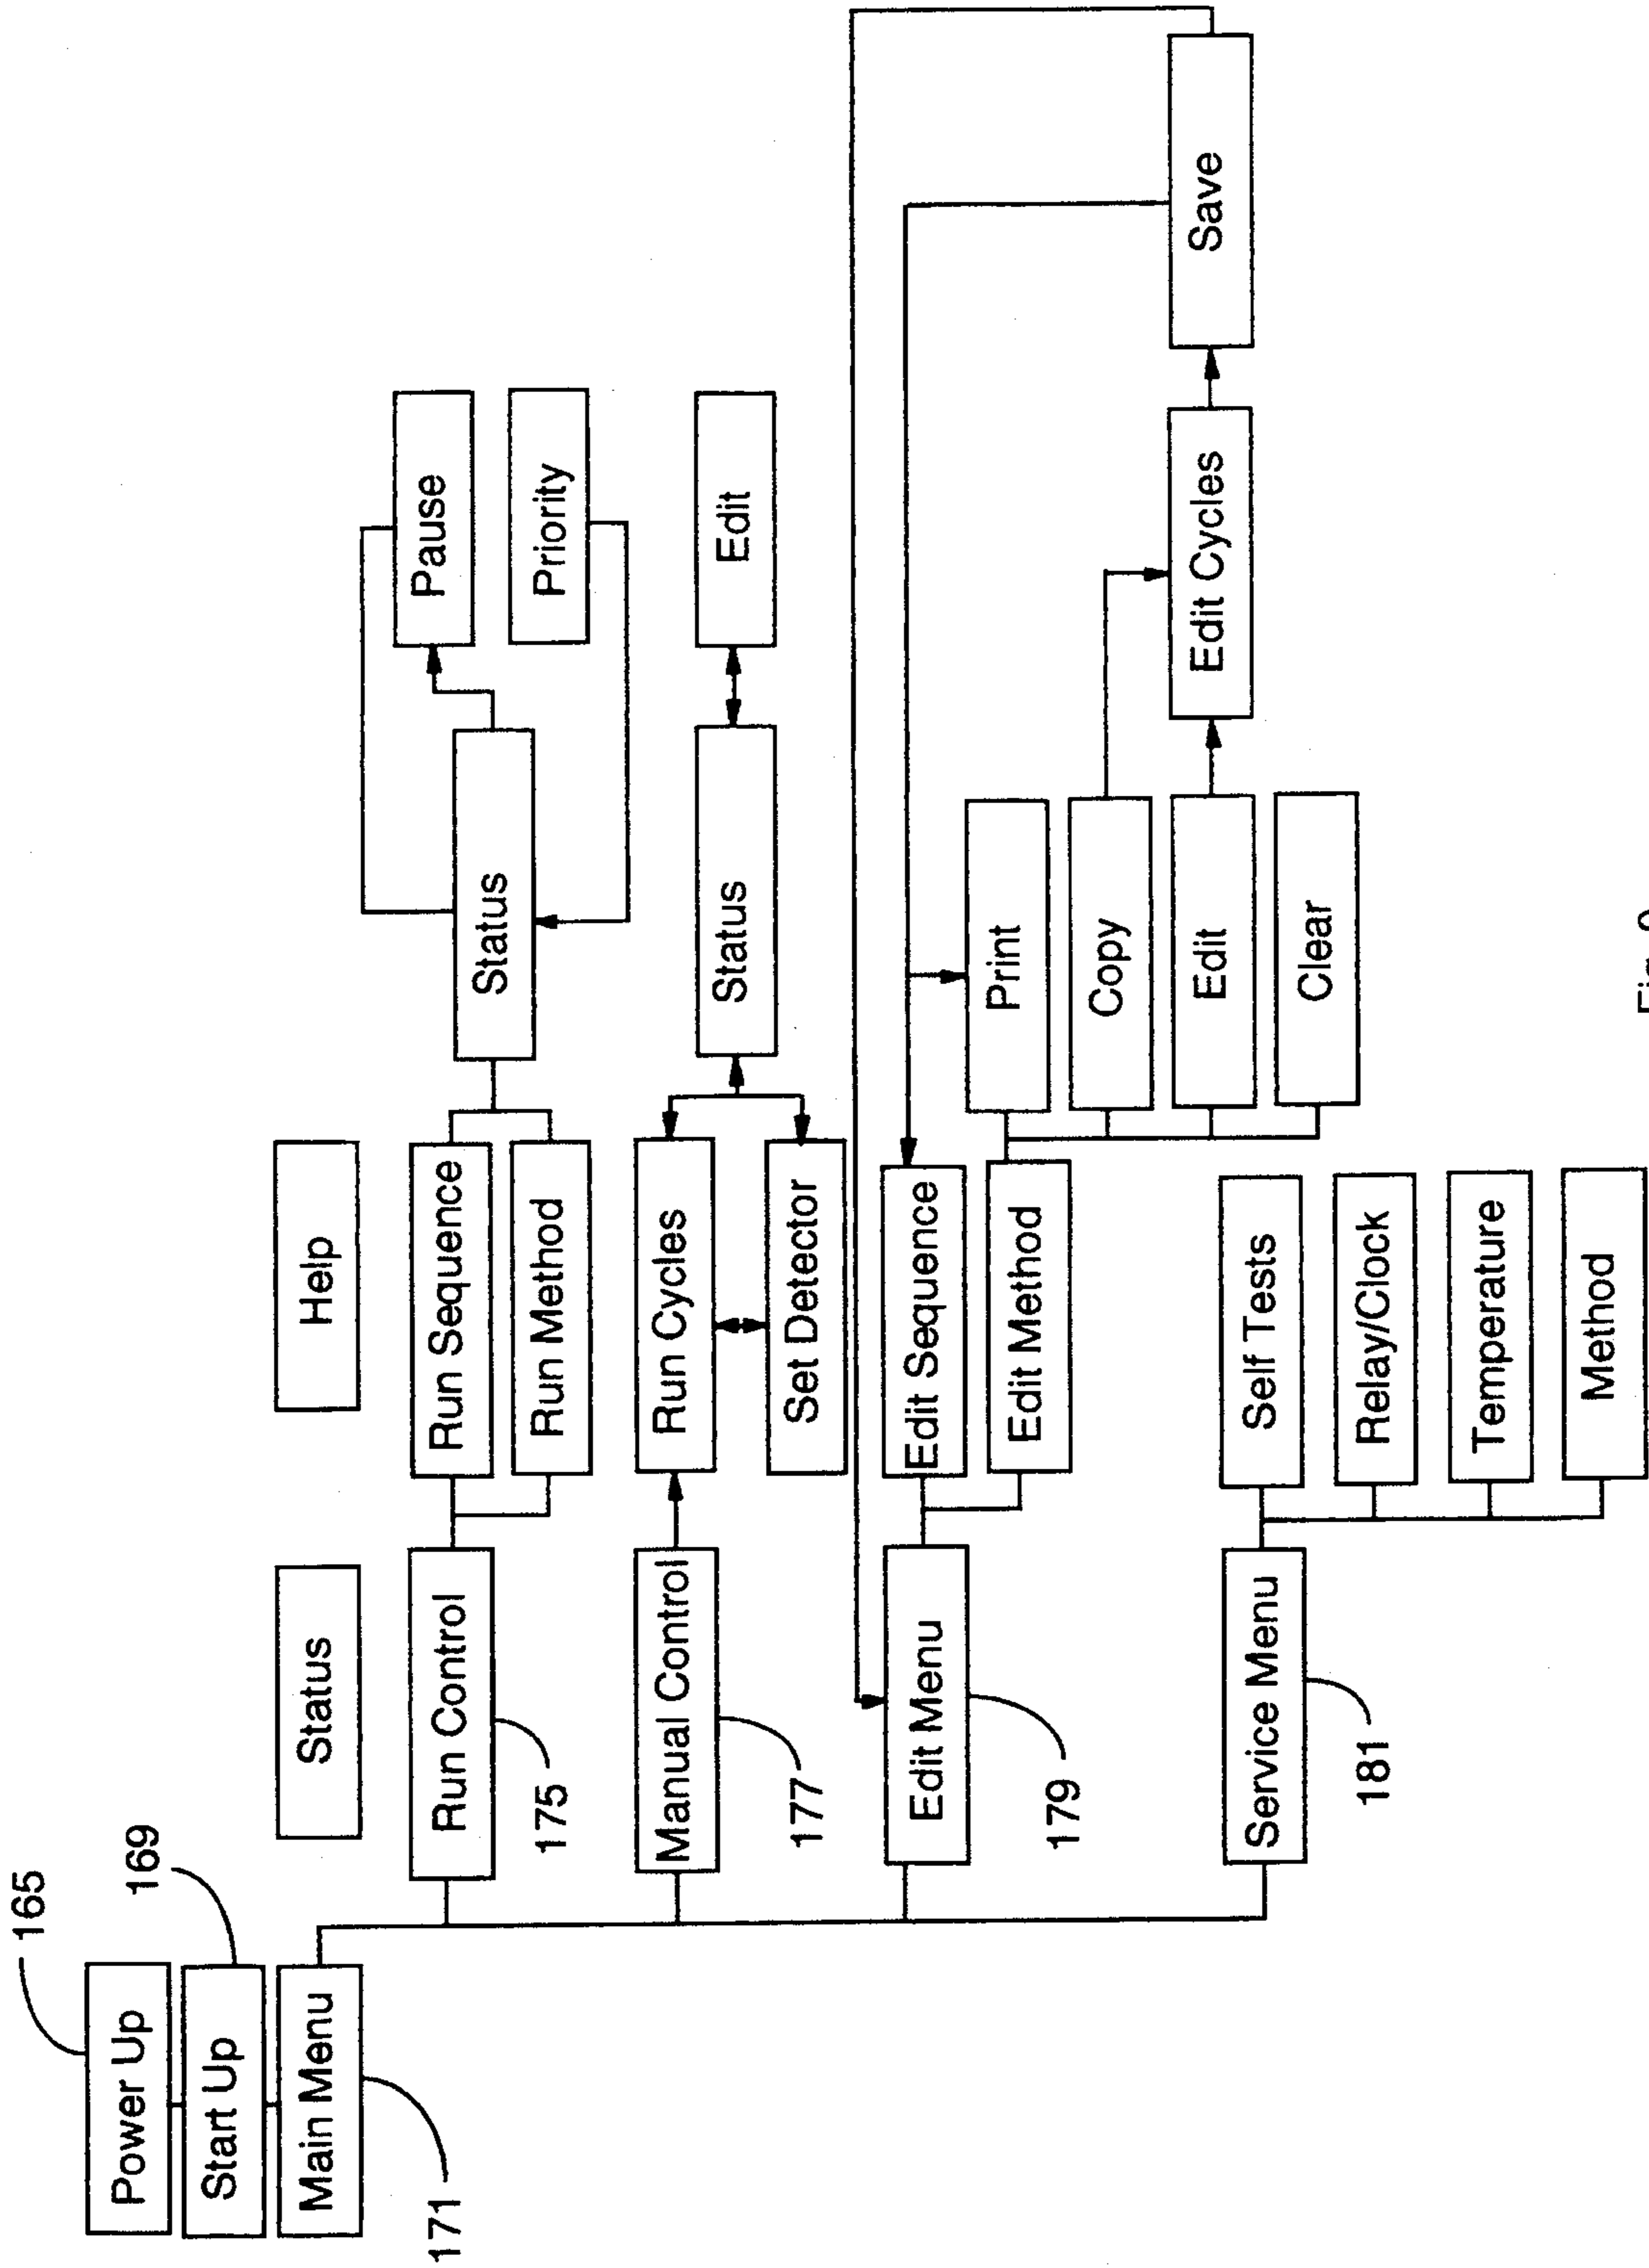 Power Up
165
Start Up
169
Main Menu
171
Status
Help
Run Control
175
Run Sequence
Run Method
Status
Pause
Priority
Manual Control
177
Run Cycles
Set Detector
Status
Edit
Edit Menu
179
Edit Sequence
Edit Method
Print
Copy
Edit
Clear
Edit Cycles
Save
Service Menu
181
Self Tests
Relay/Clock
Temperature
Method